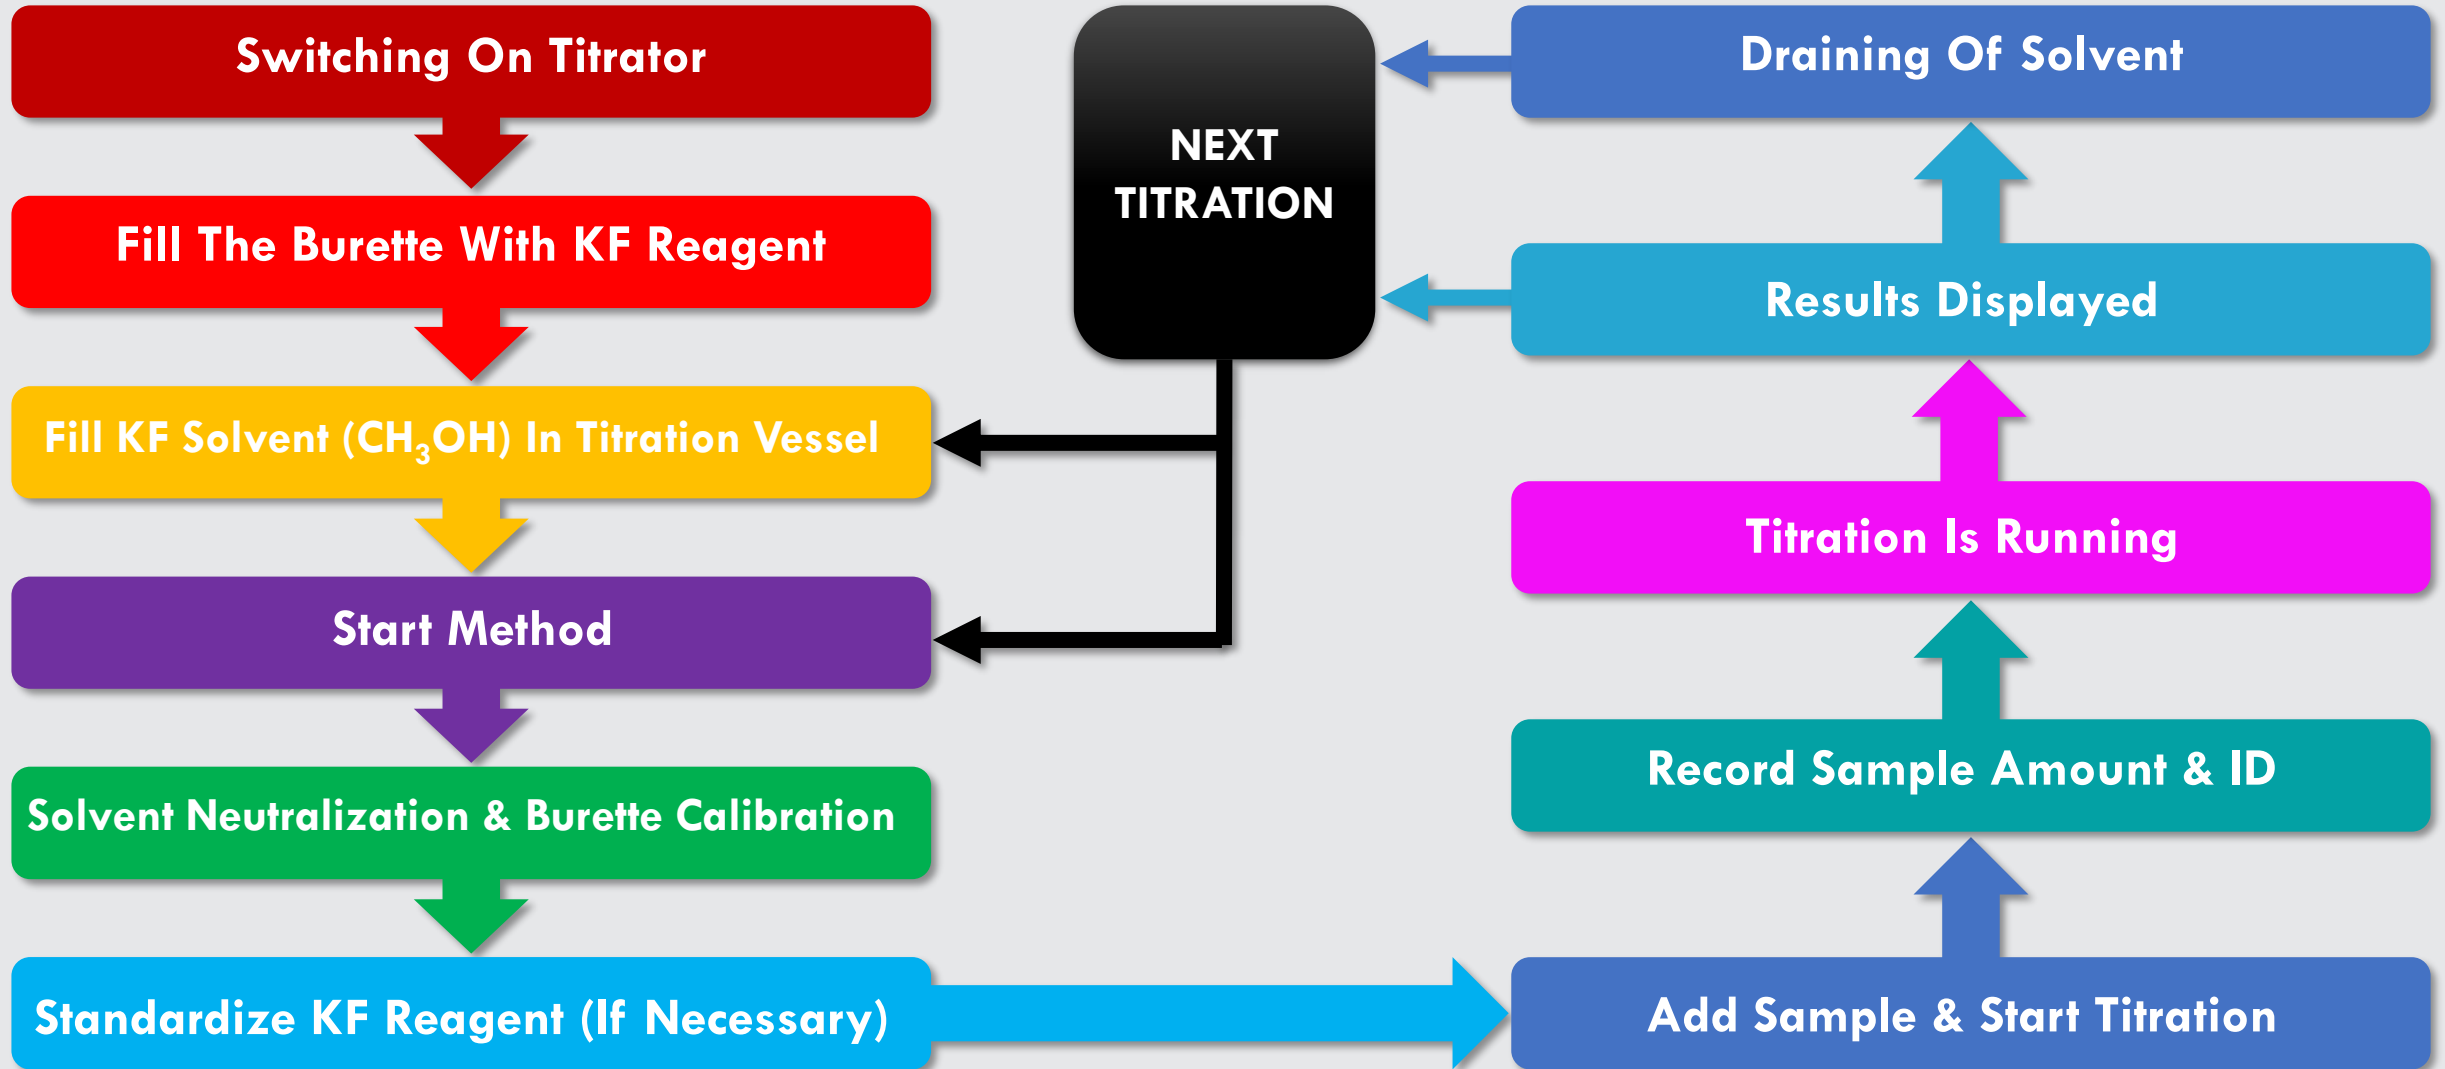 Switching On Titrator
Fill The Burette With KF Reagent
Fill KF Solvent (CH₃OH) In Titration Vessel
Start Method
Solvent Neutralization & Burette Calibration
Standardize KF Reagent (If Necessary)
NEXT
TITRATION
Draining Of Solvent
Results Displayed
Titration Is Running
Record Sample Amount & ID
Add Sample & Start Titration